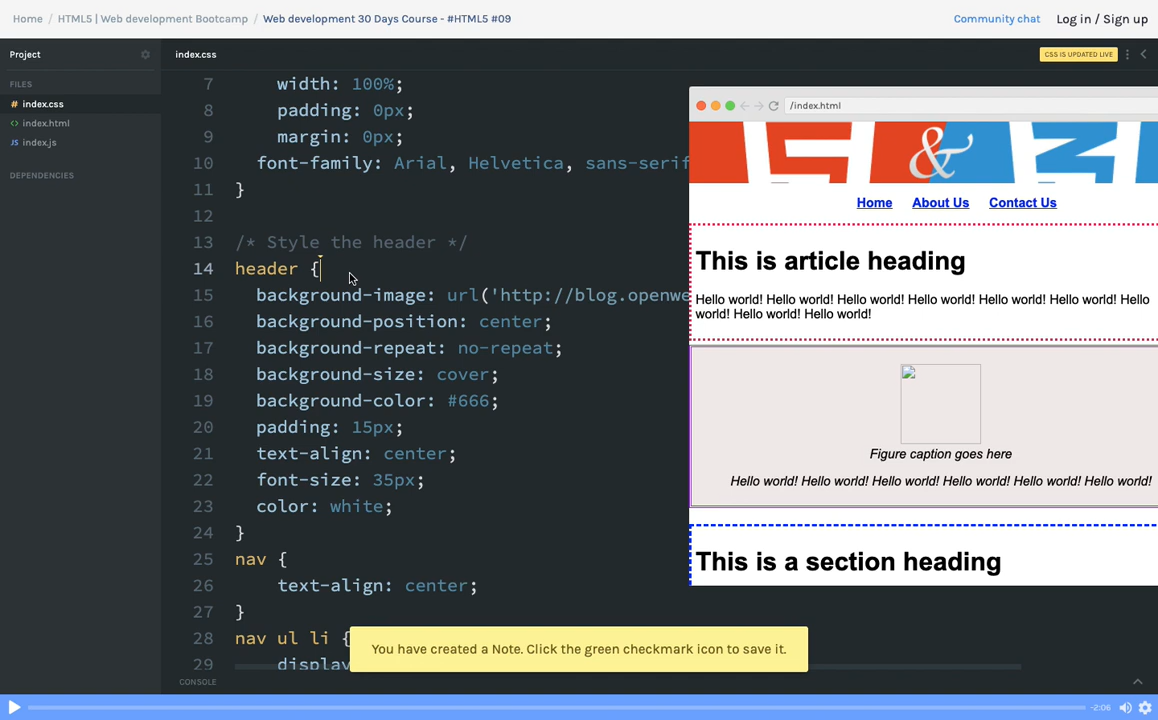 Home / HTML5 | Web development Bootcamp / Web development 30 Days Course - #HTML5 #09
Community chat
Log in / Sign up
Project
index.css
CSS IS UPDATED LIVE
FILES
# index.css
<> index.html
JS index.js
DEPENDENCIES
7 width: 100%;
8 padding: 0px;
9 margin: 0px;
10 font-family: Arial, Helvetica, sans-serif
11 }
12
13 /* Style the header */
14 header {
15 background-image: url('http://blog.openwe
16 background-position: center;
17 background-repeat: no-repeat;
18 background-size: cover;
19 background-color: #666;
20 padding: 15px;
21 text-align: center;
22 font-size: 35px;
23 color: white;
24 }
25 nav {
26 text-align: center;
27 }
28 nav ul li {
29 display
/index.html
&
Home About Us Contact Us
This is article heading
Hello world! Hello world! Hello world! Hello world! Hello world! Hello world! Hello
world! Hello world! Hello world!
Figure caption goes here
Hello world! Hello world! Hello world! Hello world! Hello world! Hello world!
This is a section heading
You have created a Note. Click the green checkmark icon to save it.
CONSOLE
-2:06